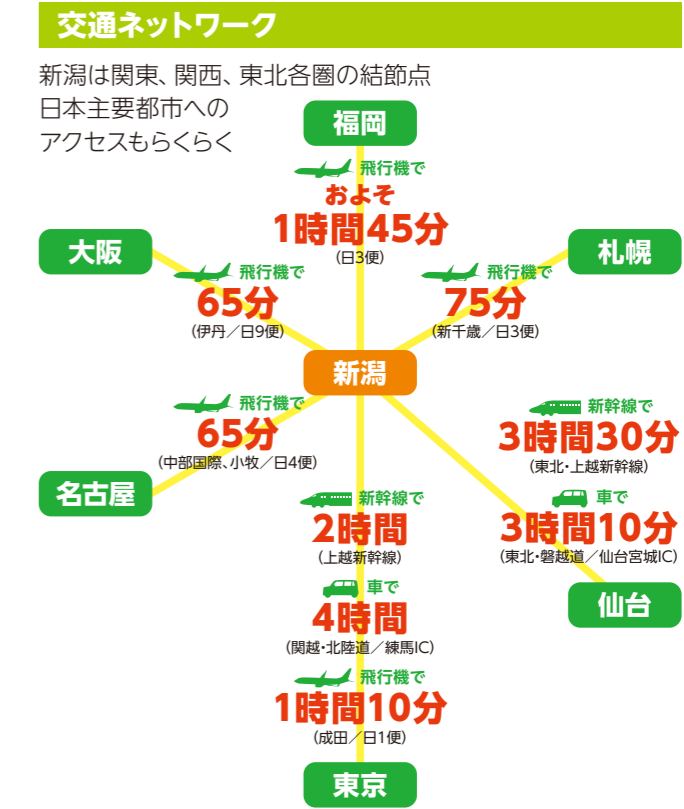 交通ネットワーク
新潟は関東、関西、東北各圏の結節点
日本主要都市への
アクセスもらくらく
福岡
飛行機で
およそ
1時間45分
(日3便)
大阪
飛行機で
65分
(伊丹／日9便)
札幌
飛行機で
75分
(新千歳／日3便)
新潟
飛行機で
65分
(中部国際、小牧／日4便)
名古屋
新幹線で
3時間30分
(東北・上越新幹線)
車で
3時間10分
(東北・磐越道／仙台宮城IC)
仙台
新幹線で
2時間
(上越新幹線)
車で
4時間
(関越・北陸道／練馬IC)
飛行機で
1時間10分
(成田／日1便)
東京